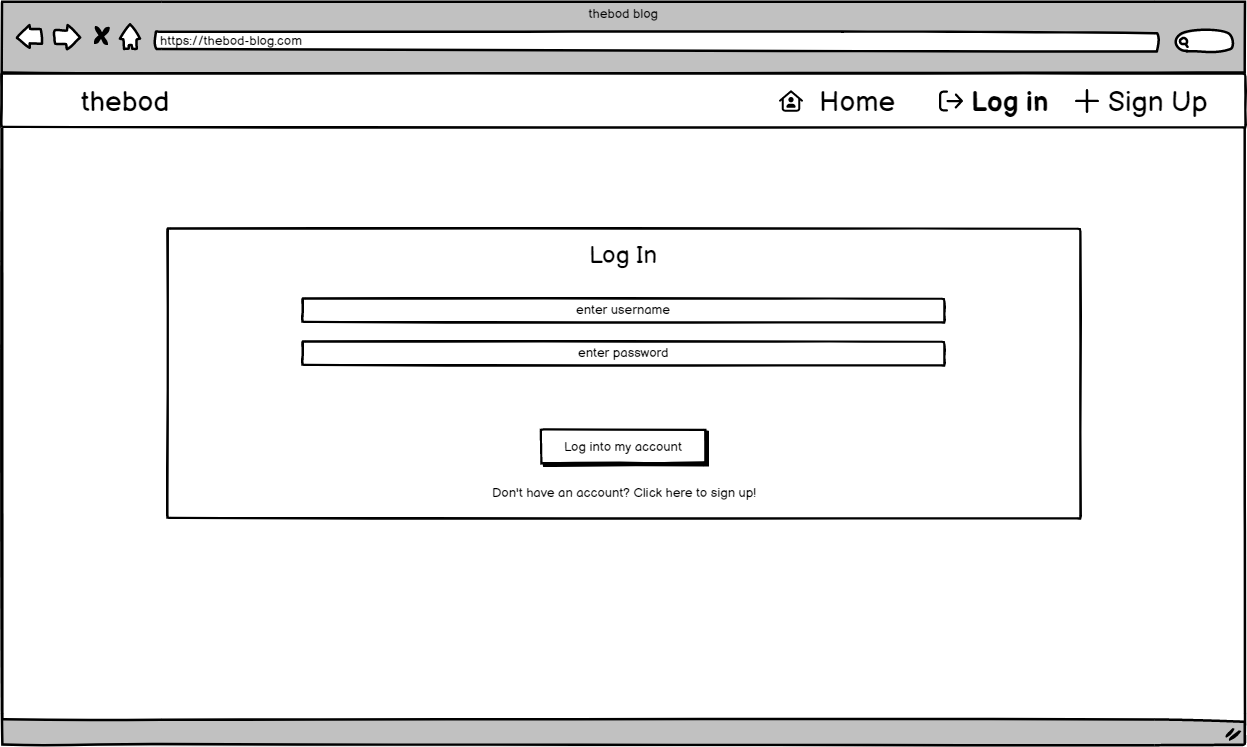 thebod blog
https://thebod-blog.com
thebod
Home
Log in
Sign Up
Log In
enter username
enter password
Log into my account
Don't have an account? Click here to sign up!